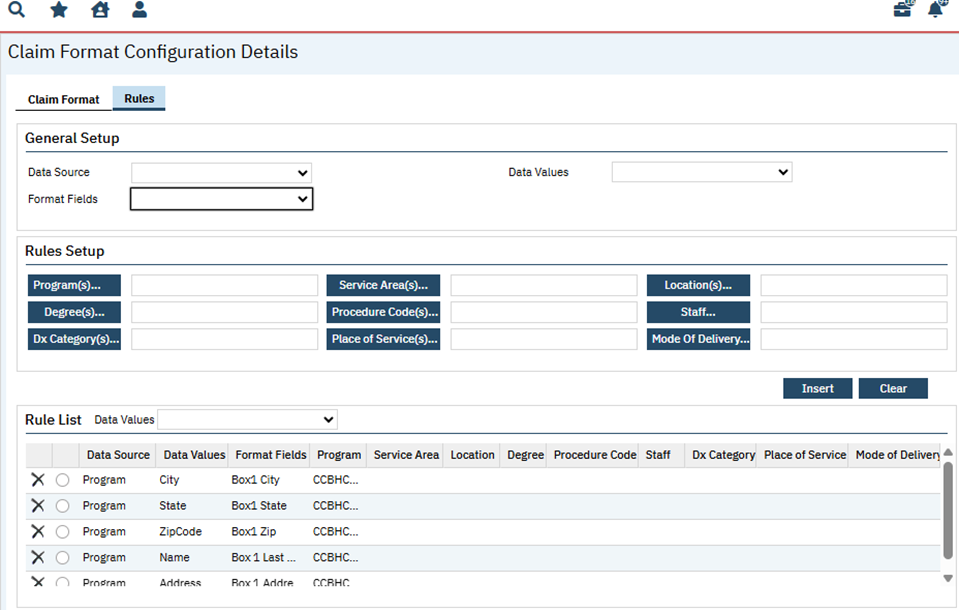 Claim Format Configuration Details
Claim Format Rules
General Setup
Data Source Data Values
Format Fields
Rules Setup
Program(s)... Service Area(s)... Location(s)...
Degree(s)... Procedure Code(s)... Staff...
Dx Category(s)... Place of Service(s)... Mode Of Delivery...
Insert Clear
Rule List Data Values
Data Source Data Values Format Fields Program Service Area Location Degree Procedure Code Staff Dx Category Place of Service Mode of Delivery
Program City Box1 City CCBHC...
Program State Box1 State CCBHC...
Program ZipCode Box1 Zip CCBHC...
Program Name Box 1 Last ... CCBHC...
Program Address Box 1 Addre CCBHC